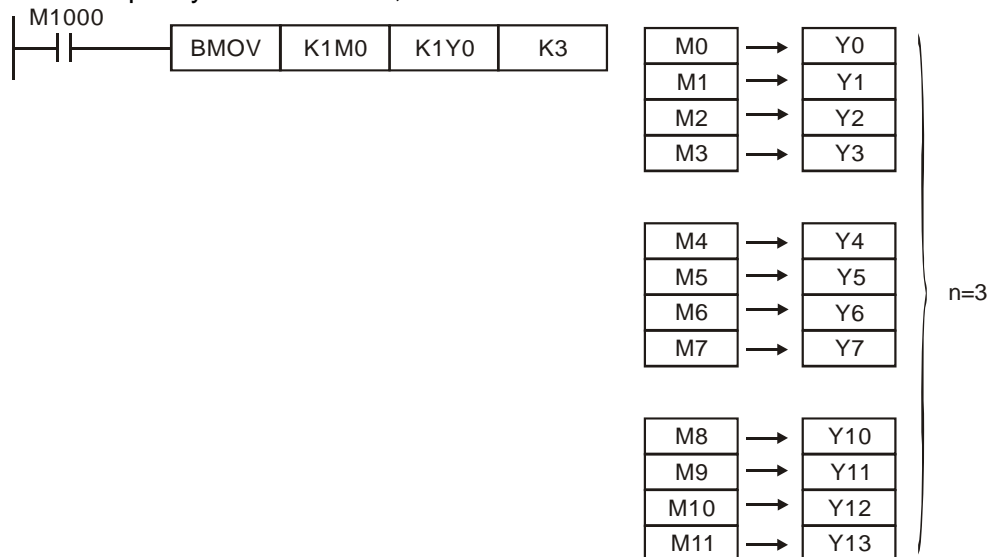 M1000
BMOV K1M0 K1Y0 K3
M0 Y0
M1 Y1
M2 Y2
M3 Y3
M4 Y4
M5 Y5
M6 Y6
M7 Y7
n=3
M8 Y10
M9 Y11
M10 Y12
M11 Y13